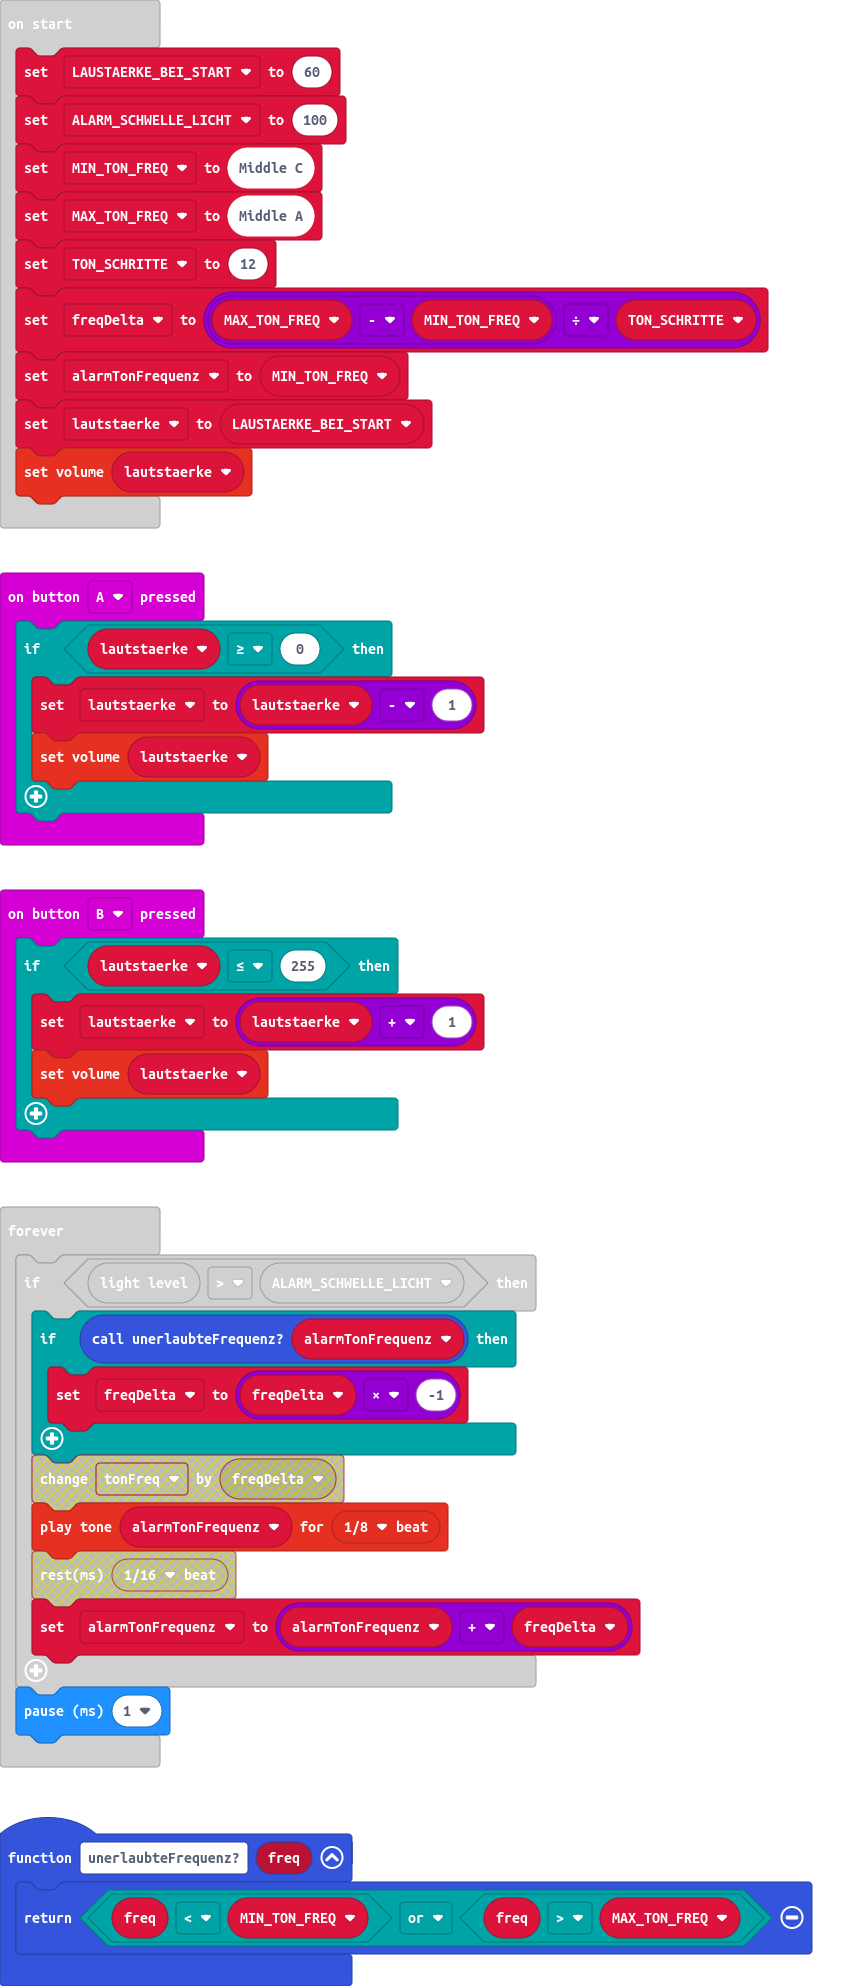 on start
set LAUSTAERKE_BEI_START to 60
set ALARM_SCHWELLE_LICHT to 100
set MIN_TON_FREQ to Middle C
set MAX_TON_FREQ to Middle A
set TON_SCHRITTE to 12
set freqDelta to MAX_TON_FREQ - MIN_TON_FREQ ÷ TON_SCHRITTE
set alarmTonFrequenz to MIN_TON_FREQ
set lautstaerke to LAUSTAERKE_BEI_START
set volume lautstaerke
on button A pressed
if lautstaerke ≥ 0 then
set lautstaerke to lautstaerke - 1
set volume lautstaerke
on button B pressed
if lautstaerke ≤ 255 then
set lautstaerke to lautstaerke + 1
set volume lautstaerke
forever
if light level > ALARM_SCHWELLE_LICHT then
if call unerlaubteFrequenz? alarmTonFrequenz then
set freqDelta to freqDelta × -1
change tonFreq by freqDelta
play tone alarmTonFrequenz for 1/8 beat
rest(ms) 1/16 beat
set alarmTonFrequenz to alarmTonFrequenz + freqDelta
pause (ms) 1
function unerlaubteFrequenz? freq
return freq < MIN_TON_FREQ or freq > MAX_TON_FREQ